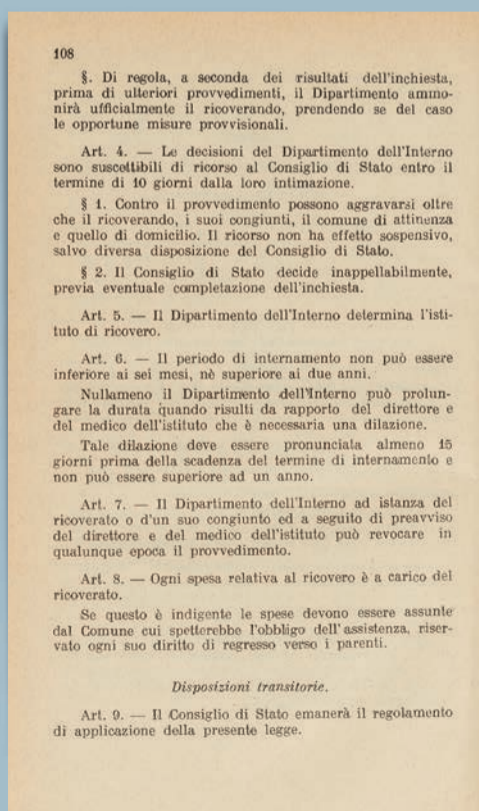 108
§. Di regola, a seconda dei risultati dell'inchiesta,
prima di ulteriori provvedimenti, il Dipartimento ammo-
nirà ufficialmente il ricoverando, prendendo se del caso
le opportune misure provvisionali.
Art. 4. — Le decisioni del Dipartimento dell'Interno
sono suscettibili di ricorso al Consiglio di Stato entro il
termine di 10 giorni dalla loro intimazione.
§ 1. Contro il provvedimento possono aggravarsi oltre
che il ricoverando, i suoi congiunti, il comune di attinenza
e quello di domicilio. Il ricorso non ha effetto sospensivo,
salvo diversa disposizione del Consiglio di Stato.
§ 2. Il Consiglio di Stato decide inappellabilmente,
previa eventuale completazione dell'inchiesta.
Art. 5. — Il Dipartimento dell'Interno determina l'isti-
tuto di ricovero.
Art. 6. — Il periodo di internamento non può essere
inferiore ai sei mesi, nè superiore ai due anni.
Nullameno il Dipartimento dell'Interno può prolun-
gare la durata quando risulti da rapporto del direttore e
del medico dell'istituto che è necessaria una dilazione.
Tale dilazione deve essere pronunciata almeno 15
giorni prima della scadenza del termine di internamento e
non può essere superiore ad un anno.
Art. 7. — Il Dipartimento dell'Interno ad istanza del
ricoverato o d'un suo congiunto ed a seguito di preavviso
del direttore e del medico dell'istituto può revocare in
qualunque epoca il provvedimento.
Art. 8. — Ogni spesa relativa al ricovero è a carico del
ricoverato.
Se questo è indigente le spese devono essere assunte
dal Comune cui spetterebbe l'obbligo dell'assistenza, riser-
vato ogni suo diritto di regresso verso i parenti.
Disposizioni transitorie.
Art. 9. — Il Consiglio di Stato emanerà il regolamento
di applicazione della presente legge.